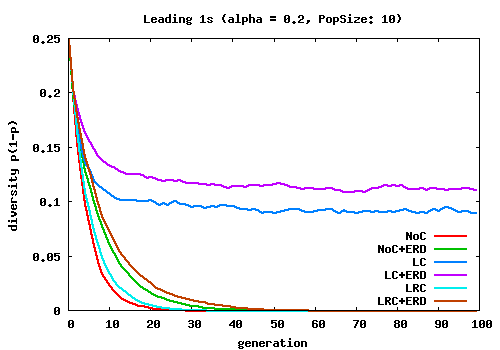 Leading 1s (alpha = 0.2, PopSize: 10)
0.25
0.2
0.15
0.1
0.05
0
diversity p(1-p)
NoC
NoC+ERD
LC
LC+ERD
LRC
LRC+ERD
0 10 20 30 40 50 60 70 80 90 100
generation